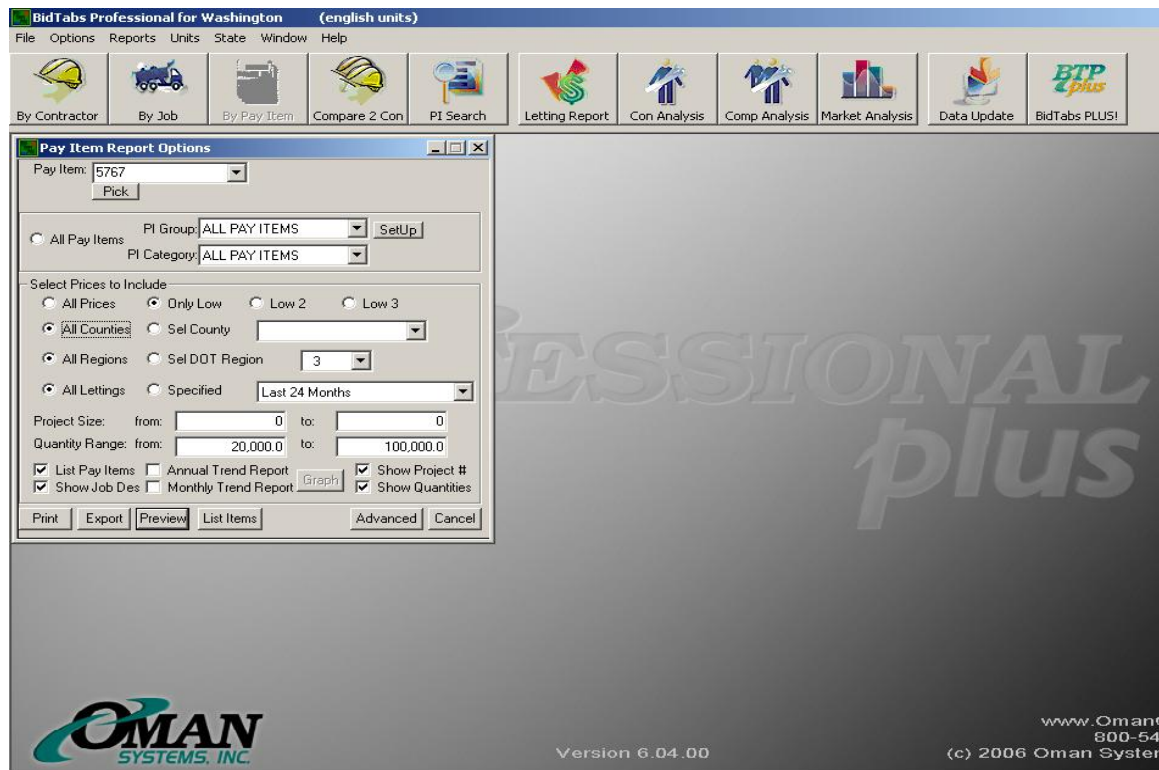 BidTabs Professional for Washington (english units)
File Options Reports Units State Window Help
By Contractor By Job By Pay Item Compare 2 Con PI Search Letting Report Con Analysis Comp Analysis Market Analysis Data Update BTP plus BidTabs PLUS!
Pay Item Report Options
Pay Item: 5767
Pick
All Pay Items PI Group: ALL PAY ITEMS SetUp
PI Category: ALL PAY ITEMS
Select Prices to Include
All Prices Only Low Low 2 Low 3
All Counties Sel County
All Regions Sel DOT Region 3
All Lettings Specified Last 24 Months
Project Size: from: 0 to: 0
Quantity Range: from: 20,000.0 to: 100,000.0
List Pay Items Annual Trend Report Graph Show Project #
Show Job Des Monthly Trend Report Show Quantities
Print Export Preview List Items Advanced Cancel
ESSIONAL
plus
OMAN
SYSTEMS, INC.
Version 6.04.00
www.Oman
800-54
(c) 2006 Oman System